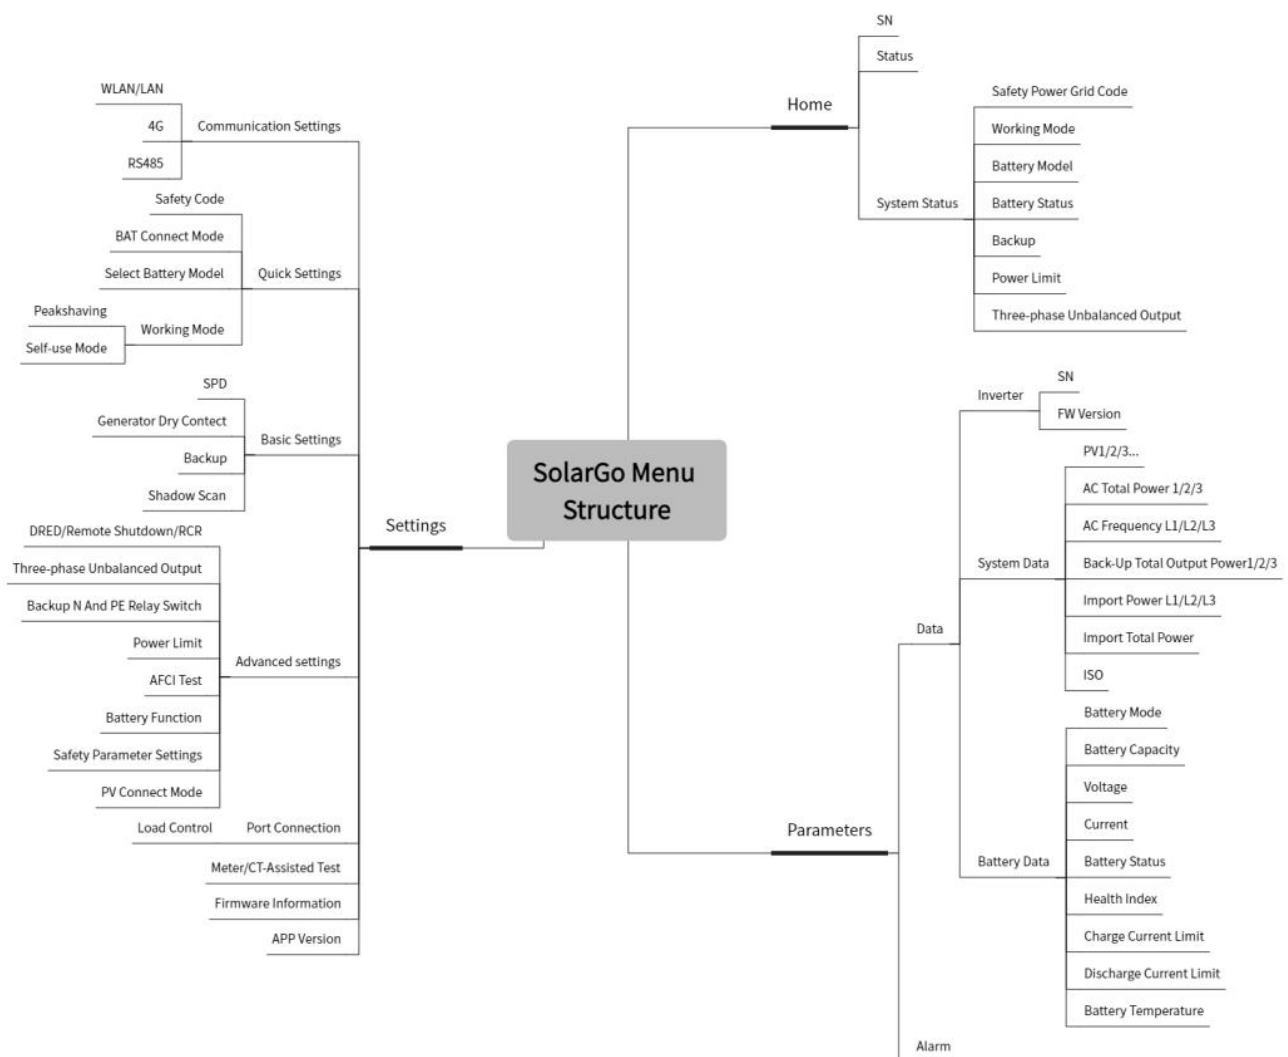 SolarGo Menu
Structure
Home
SN
Status
System Status
Safety Power Grid Code
Working Mode
Battery Model
Battery Status
Backup
Power Limit
Three-phase Unbalanced Output
Parameters
Data
Inverter
SN
FW Version
System Data
PV1/2/3...
AC Total Power 1/2/3
AC Frequency L1/L2/L3
Back-Up Total Output Power1/2/3
Import Power L1/L2/L3
Import Total Power
ISO
Battery Data
Battery Mode
Battery Capacity
Voltage
Current
Battery Status
Health Index
Charge Current Limit
Discharge Current Limit
Battery Temperature
Alarm
Settings
Communication Settings
WLAN/LAN
4G
RS485
Quick Settings
Safety Code
BAT Connect Mode
Select Battery Model
Working Mode
Peakshaving
Self-use Mode
Basic Settings
SPD
Generator Dry Contect
Backup
Shadow Scan
Advanced settings
DRED/Remote Shutdown/RCR
Three-phase Unbalanced Output
Backup N And PE Relay Switch
Power Limit
AFCI Test
Battery Function
Safety Parameter Settings
PV Connect Mode
Port Connection
Load Control
Meter/CT-Assisted Test
Firmware Information
APP Version